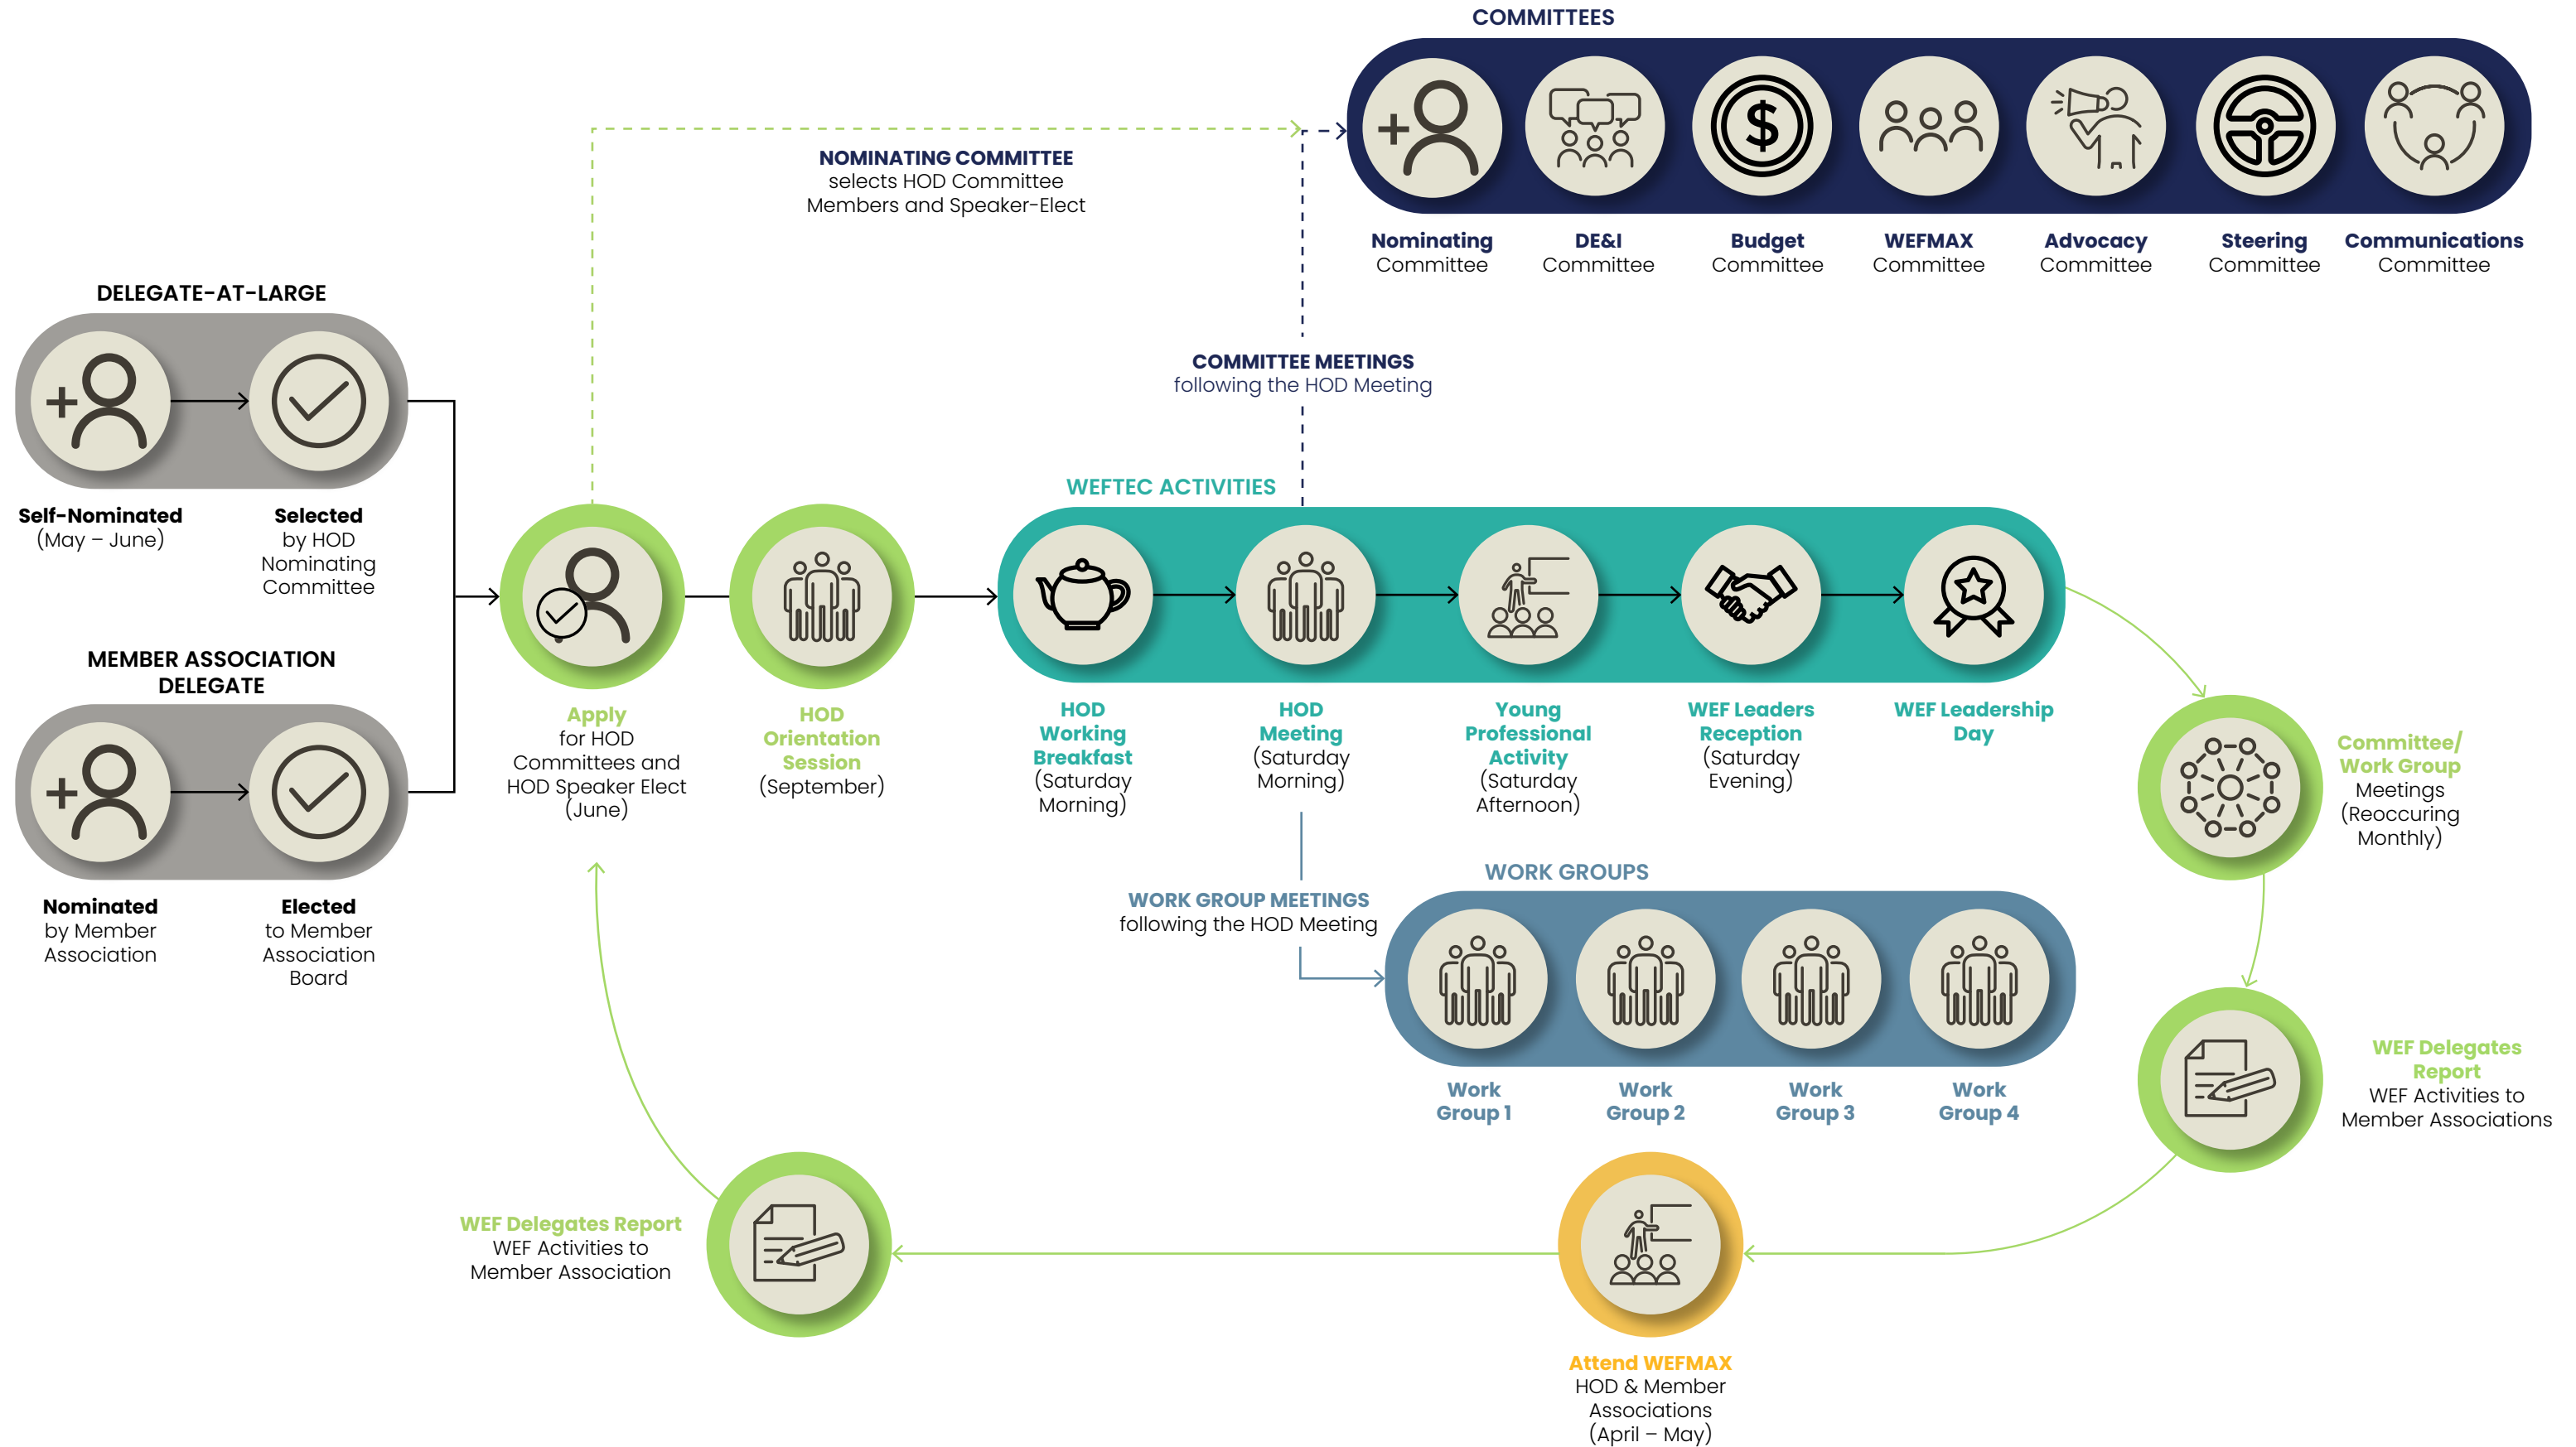 COMMITTEES
Nominating
Committee
DE&I
Committee
$
Budget
Committee
WEFMAX
Committee
Advocacy
Committee
Steering
Committee
Communications
Committee
NOMINATING COMMITTEE
selects HOD Committee
Members and Speaker-Elect
COMMITTEE MEETINGS
following the HOD Meeting
DELEGATE-AT-LARGE
Self-Nominated
(May – June)
Selected
by HOD
Nominating
Committee
MEMBER ASSOCIATION
DELEGATE
Nominated
by Member
Association
Elected
to Member
Association
Board
Apply
for HOD
Committees and
HOD Speaker Elect
(June)
HOD
Orientation
Session
(September)
WEFTEC ACTIVITIES
HOD
Working
Breakfast
(Saturday
Morning)
HOD
Meeting
(Saturday
Morning)
Young
Professional
Activity
(Saturday
Afternoon)
WEF Leaders
Reception
(Saturday
Evening)
WEF Leadership
Day
Committee/
Work Group
Meetings
(Reoccuring
Monthly)
WORK GROUP MEETINGS
following the HOD Meeting
WORK GROUPS
Work
Group 1
Work
Group 2
Work
Group 3
Work
Group 4
WEF Delegates
Report
WEF Activities to
Member Associations
Attend WEFMAX
HOD & Member
Associations
(April – May)
WEF Delegates Report
WEF Activities to
Member Association